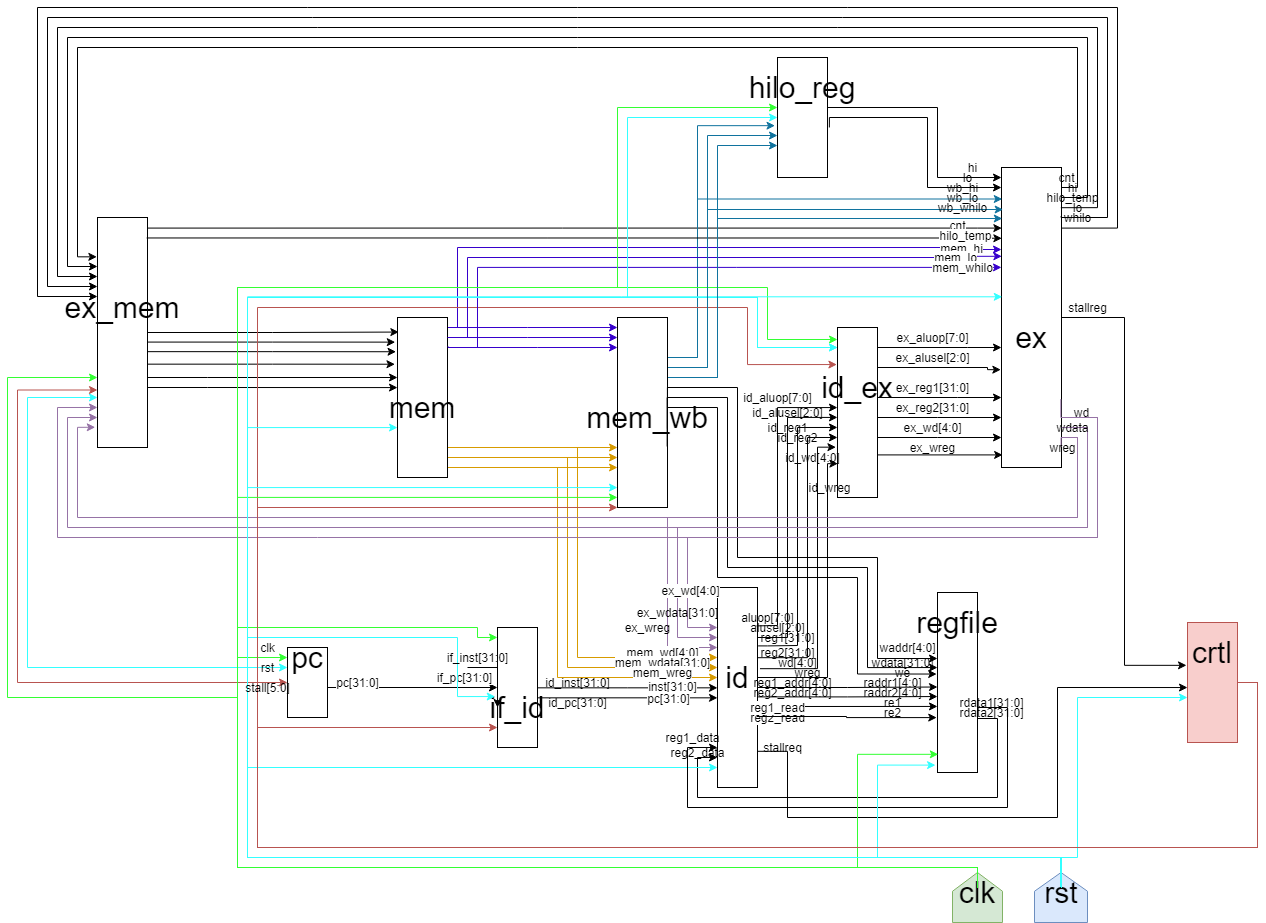 hilo_reg
hi
lo
wb_hi
wb_lo
wb_whilo
cnt
hilo_temp
mem_hi
mem_lo
mem_whilo
cnt
hi
hilo_temp
lo
whilo
ex_mem
stallreg
ex
ex_aluop[7:0]
ex_alusel[2:0]
ex_reg1[31:0]
ex_reg2[31:0]
ex_wd[4:0]
ex_wreg
id_ex
id_aluop[7:0]
id_alusel[2:0]
id_reg1
id_reg2
id_wd[4:0]
id_wreg
mem
mem_wb
wd
wdata
wreg
ex_wd[4:0]
ex_wdata[31:0]
ex_wreg
mem_wd[4:0]
mem_wdata[31:0]
mem_wreg
inst[31:0]
pc[31:0]
reg1_data
reg2_data
id
aluop[7:0]
alusel[2:0]
reg1[31:0]
reg2[31:0]
wd[4:0]
wreg
reg1_addr[4:0]
reg2_addr[4:0]
reg1_read
reg2_read
stallreq
regfile
waddr[4:0]
wdata[31:0]
we
raddr1[4:0]
raddr2[4:0]
re1
re2
rdata1[31:0]
rdata2[31:0]
crtl
clk
rst
stall[5:0]
pc
pc[31:0]
if_inst[31:0]
if_pc[31:0]
if_id
id_inst[31:0]
id_pc[31:0]
clk
rst